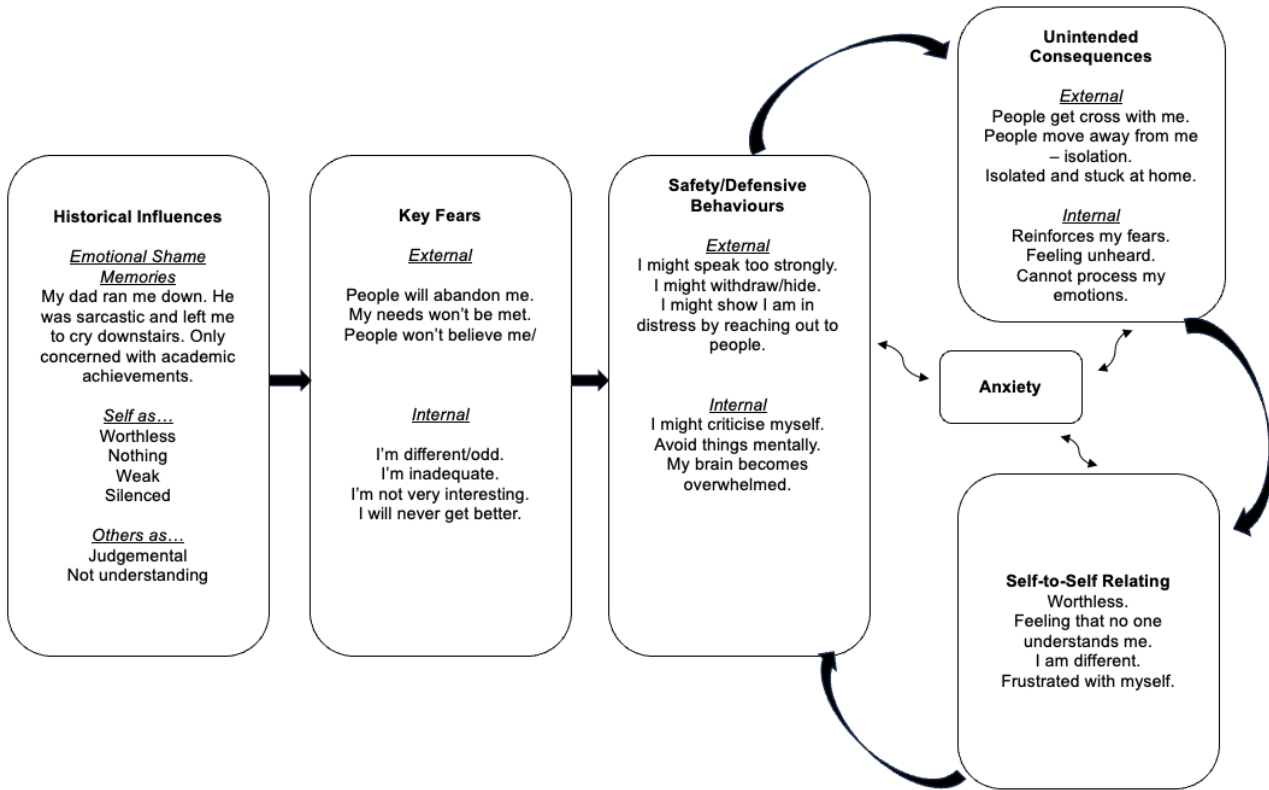 Historical Influences
Emotional Shame
Memories
My dad ran me down. He
was sarcastic and left me
to cry downstairs. Only
concerned with academic
achievements.
Self as…
Worthless
Nothing
Weak
Silenced
Others as…
Judgemental
Not understanding
Key Fears
External
People will abandon me.
My needs won’t be met.
People won’t believe me/
Internal
I’m different/odd.
I’m inadequate.
I’m not very interesting.
I will never get better.
Safety/Defensive
Behaviours
External
I might speak too strongly.
I might withdraw/hide.
I might show I am in
distress by reaching out to
people.
Internal
I might criticise myself.
Avoid things mentally.
My brain becomes
overwhelmed.
Unintended
Consequences
External
People get cross with me.
People move away from me
– isolation.
Isolated and stuck at home.
Internal
Reinforces my fears.
Feeling unheard.
Cannot process my
emotions.
Anxiety
Self-to-Self Relating
Worthless.
Feeling that no one
understands me.
I am different.
Frustrated with myself.